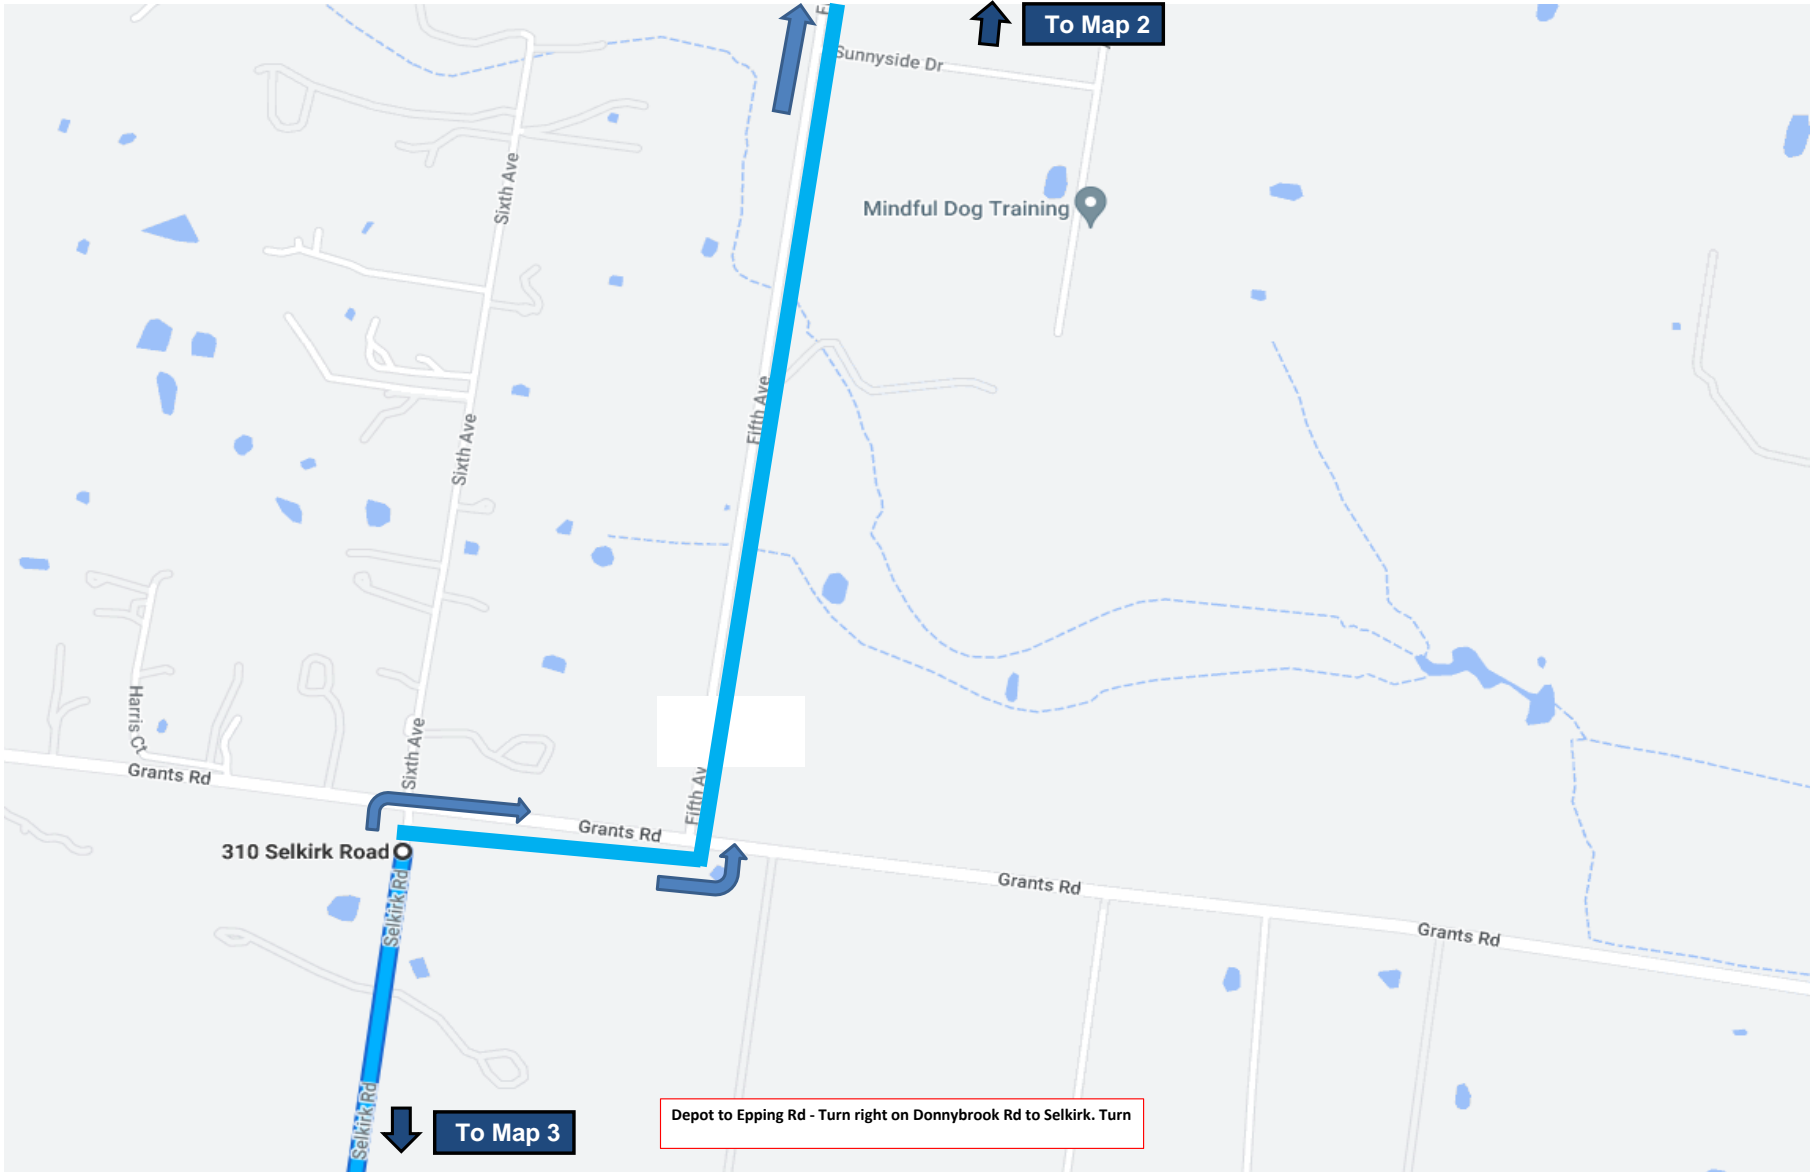 To Map 2
Sunnyside Dr
Sixth Ave
Mindful Dog Training
Fifth Ave
Sixth Ave
Harris Ct
Sixth Ave
Fifth Av
Grants Rd
Grants Rd
310 Selkirk Road
Grants Rd
Selkirk Rd
Grants Rd
Selkirk Rd
To Map 3
Depot to Epping Rd - Turn right on Donnybrook Rd to Selkirk. Turn